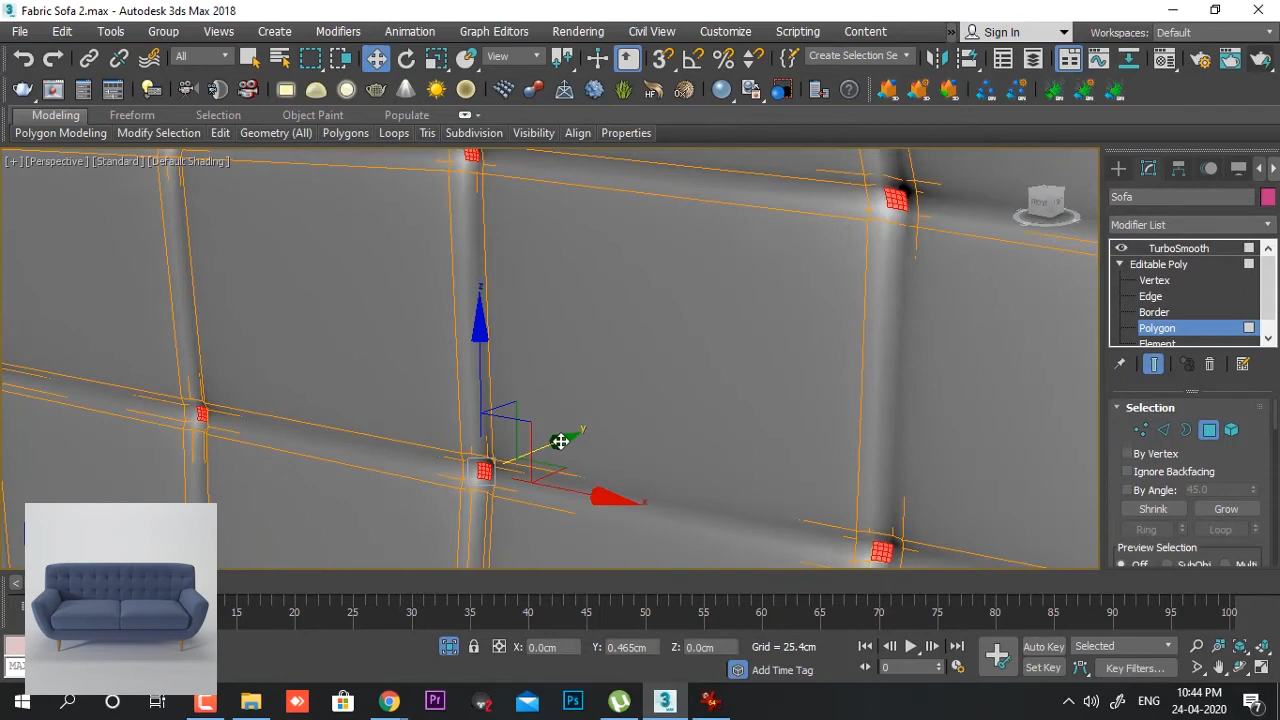 Fabric Sofa 2.max - Autodesk 3ds Max 2018
File Edit Tools Group Views Create Modifiers Animation Graph Editors Rendering Civil View Customize Scripting Content » Sign In Workspaces: Default
All View Create Selection Se
Modeling Freeform Selection Object Paint Populate
Polygon Modeling Modify Selection Edit Geometry (All) Polygons Loops Tris Subdivision Visibility Align Properties
[+] [Perspective] [Standard] [Default Shading]
Sofa
Modifier List
TurboSmooth
Editable Poly
Vertex
Edge
Border
Polygon
Element
z
y
x
Selection
By Vertex
Ignore Backfacing
By Angle: 45.0
Shrink Grow
Ring Loop
Preview Selection
Off SubObj Multi
<
15 20 25 30 35 40 45 50 55 60 65 70 75 80 85 90 95 100
X: 0.0cm Y: 0.465cm Z: 0.0cm Grid = 25.4cm
Add Time Tag
0
Auto Key Selected
Set Key Key Filters...
MAX
Pr Ps 3 64 ENG 10:44 PM
24-04-2020 7